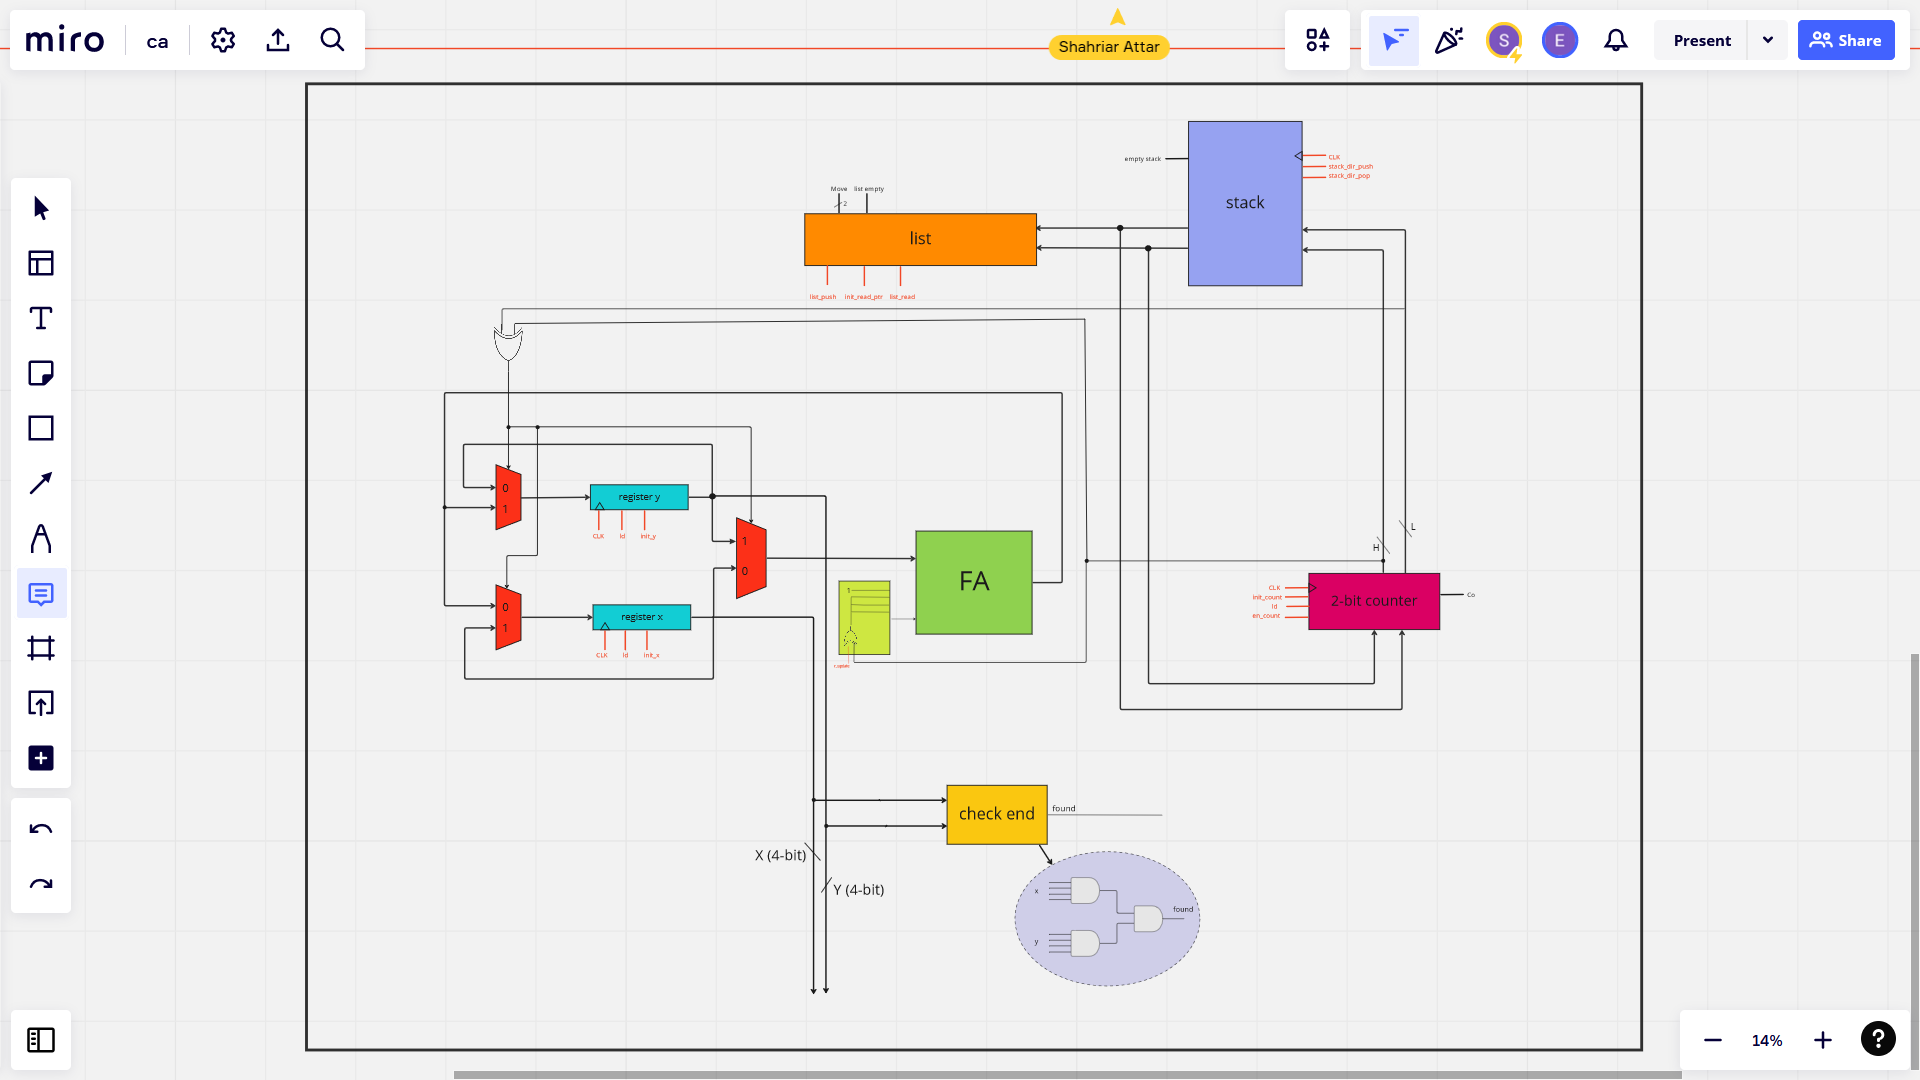 miro
ca
Shahriar Attar
S
E
Present
Share
stack
empty stack
CLK
stack_dir_push
stack_dir_pop
Move
list empty
2
list
list_push
init_read_ptr
list_read
0
1
register y
CLK
ld
init_y
1
0
0
1
register x
CLK
ld
init_x
1
FA
L
H
CLK
init_count
ld
en_count
2-bit counter
Co
check end
found
X (4-bit)
Y (4-bit)
x
y
found
14%